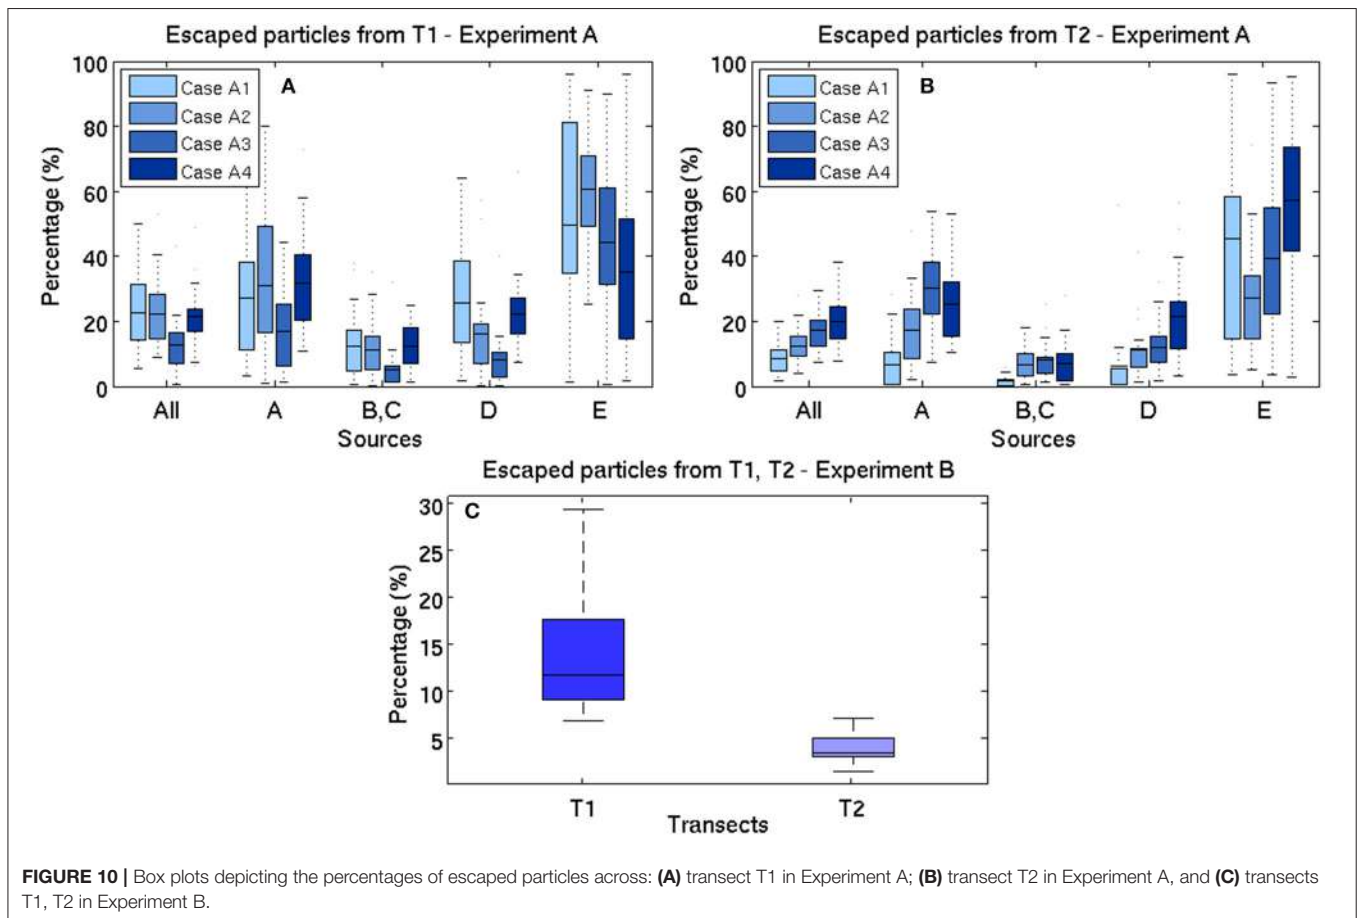 Escaped particles from T1 - Experiment A
Percentage (%)
100
80
60
40
20
0
Case A1
Case A2
Case A3
Case A4
A
All
A
B,C
D
E
Sources
Escaped particles from T2 - Experiment A
Percentage (%)
100
80
60
40
20
0
Case A1
Case A2
Case A3
Case A4
B
All
A
B,C
D
E
Sources
Escaped particles from T1, T2 - Experiment B
Percentage (%)
30
25
20
15
10
5
C
T1
T2
Transects
FIGURE 10 | Box plots depicting the percentages of escaped particles across: (A) transect T1 in Experiment A; (B) transect T2 in Experiment A, and (C) transects
T1, T2 in Experiment B.